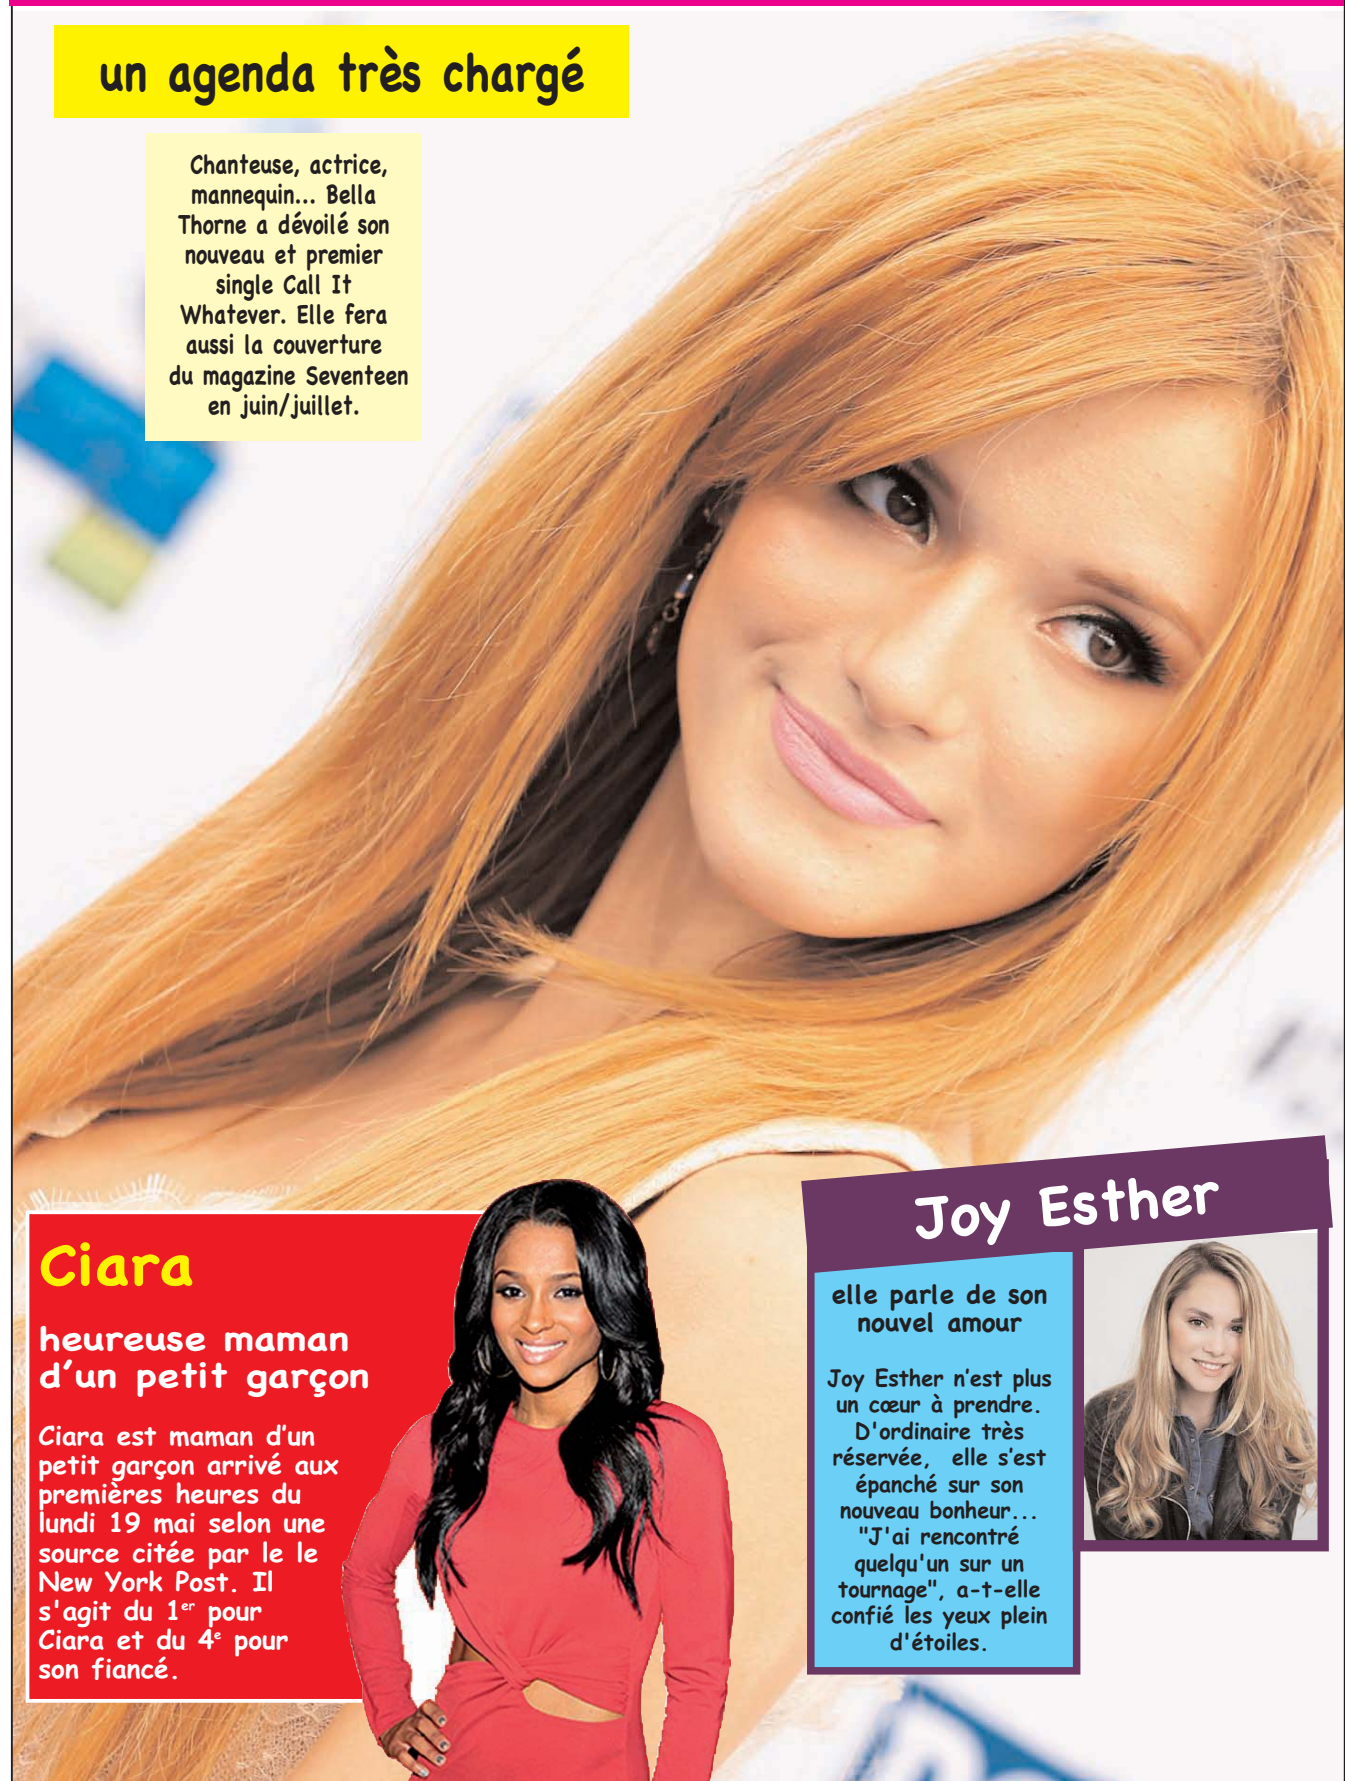 un agenda très chargé
Chanteuse, actrice,
mannequin... Bella
Thorne a dévoilé son
nouveau et premier
single Call It
Whatever. Elle fera
aussi la couverture
du magazine Seventeen
en juin/juillet.
Ciara
heureuse maman
d'un petit garçon
Ciara est maman d'un
petit garçon arrivé aux
premières heures du
lundi 19 mai selon une
source citée par le le
New York Post. Il
s'agit du 1er pour
Ciara et du 4e pour
son fiancé.
Joy Esther
elle parle de son
nouvel amour
Joy Esther n'est plus
un cœur à prendre.
D'ordinaire très
réservée, elle s'est
épanché sur son
nouveau bonheur...
"J'ai rencontré
quelqu'un sur un
tournage", a-t-elle
confié les yeux plein
d'étoiles.